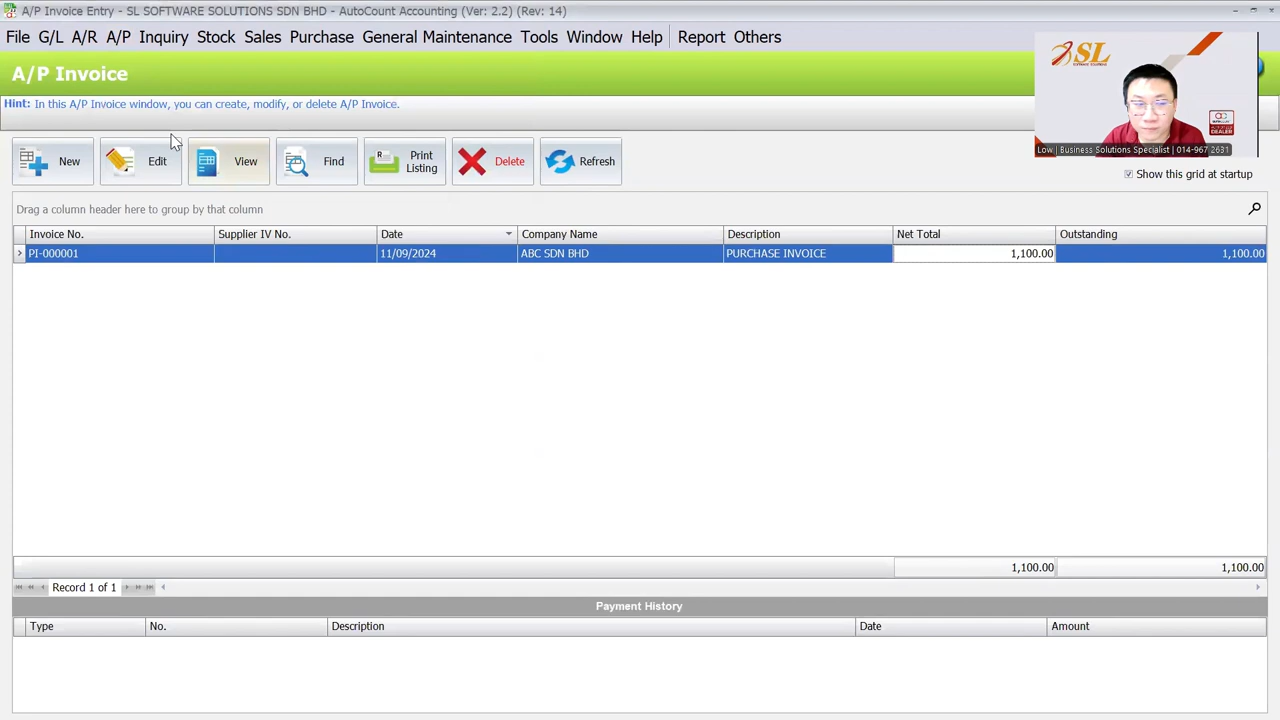 A/P Invoice Entry - SL SOFTWARE SOLUTIONS SDN BHD - AutoCount Accounting (Ver: 2.2) (Rev: 14)
File G/L A/R A/P Inquiry Stock Sales Purchase General Maintenance Tools Window Help Report Others
A/P Invoice
Hint: In this A/P Invoice window, you can create, modify, or delete A/P Invoice.
SL
SOFTWARE SOLUTIONS
Low | Business Solutions Specialist | 014-967 2631
New Edit View Find Print Listing Delete Refresh
Show this grid at startup
Drag a column header here to group by that column
Invoice No. Supplier IV No. Date Company Name Description Net Total Outstanding
PI-000001 11/09/2024 ABC SDN BHD PURCHASE INVOICE 1,100.00 1,100.00
1,100.00 1,100.00
Record 1 of 1
Payment History
Type No. Description Date Amount